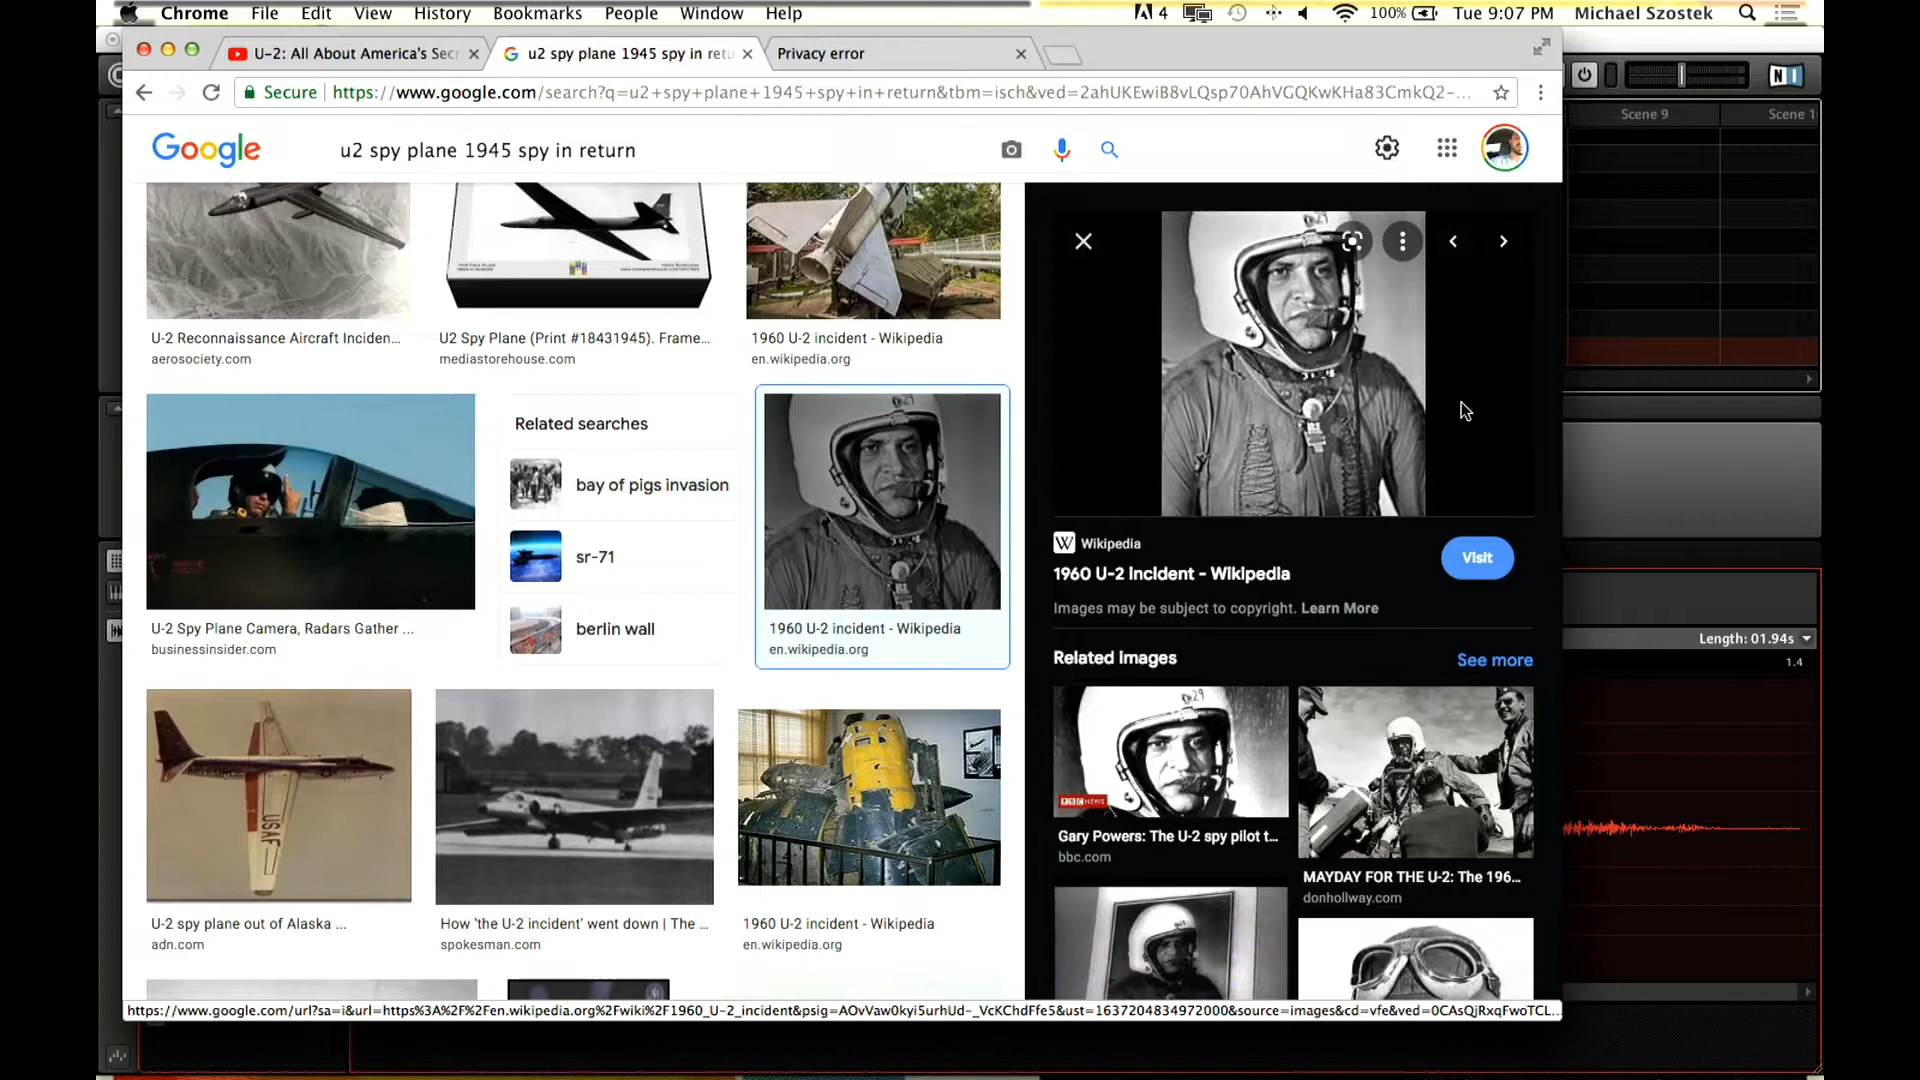 Chrome File Edit View History Bookmarks People Window Help
4 100% Tue 9:07 PM Michael Szostek
U-2: All About America's Sec
u2 spy plane 1945 spy in retu
Privacy error
Secure https://www.google.com/search?q=u2+spy+plane+1945+spy+in+return&tbm=isch&ved=2ahUKEwiB8vLQsp70AhVGQKwKHa83CmkQ2-...
Google
u2 spy plane 1945 spy in return
Scene 9
Scene 1
U-2 Reconnaissance Aircraft Inciden...
aerosociety.com
U2 Spy Plane (Print #18431945). Frame...
mediastorehouse.com
1960 U-2 incident - Wikipedia
en.wikipedia.org
Related searches
bay of pigs invasion
sr-71
berlin wall
U-2 Spy Plane Camera, Radars Gather ...
businessinsider.com
1960 U-2 incident - Wikipedia
en.wikipedia.org
USAF
U-2 spy plane out of Alaska ...
adn.com
How 'the U-2 incident' went down | The ...
spokesman.com
1960 U-2 incident - Wikipedia
en.wikipedia.org
W Wikipedia
1960 U-2 incident - Wikipedia
Visit
Images may be subject to copyright. Learn More
Related images
See more
BBC NEWS
Gary Powers: The U-2 spy pilot t...
bbc.com
MAYDAY FOR THE U-2: The 196...
donhollway.com
Length: 01.94s
1.4
https://www.google.com/url?sa=i&url=https%3A%2F%2Fen.wikipedia.org%2Fwiki%2F1960_U-2_incident&psig=AOvVaw0kyi5urhUd-_VcKChdFfe5&ust=1637204834972000&source=images&cd=vfe&ved=0CAsQjRxqFwoTCL...